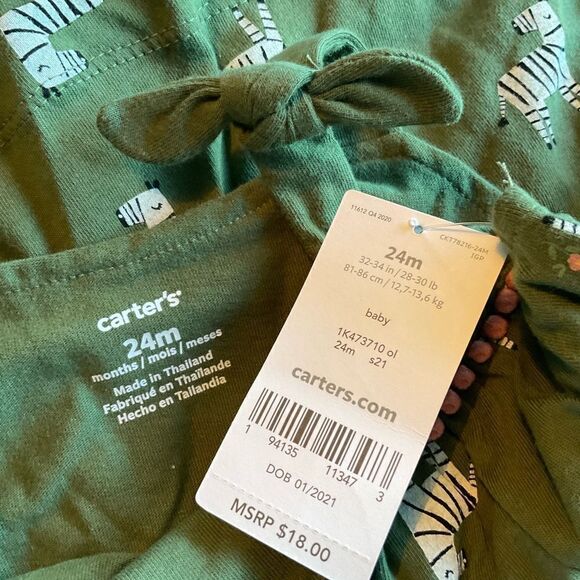 carter's®
24m
months / mois / meses
Made in Thailand
Fabriqué en Thaïlande
Hecho en Tailandia
11612 Q4 2020
CKT78216-24M
IGP
24m
32-34 in / 28-30 lb
81-86 cm / 12,7-13,6 kg
baby
1K473710 ol
24m s21
carters.com
1 94135 11347 3
DOB 01/2021
MSRP $18.00